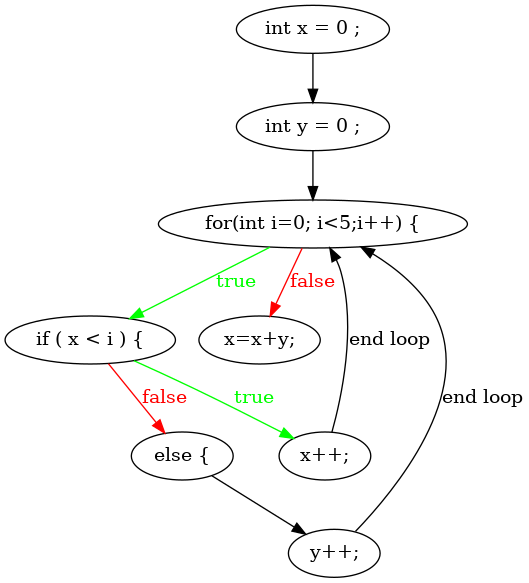 int x = 0 ;
int y = 0 ;
for(int i=0; i<5;i++) {
true
false
if ( x < i ) {
x=x+y;
end loop
false
true
end loop
else {
x++;
y++;